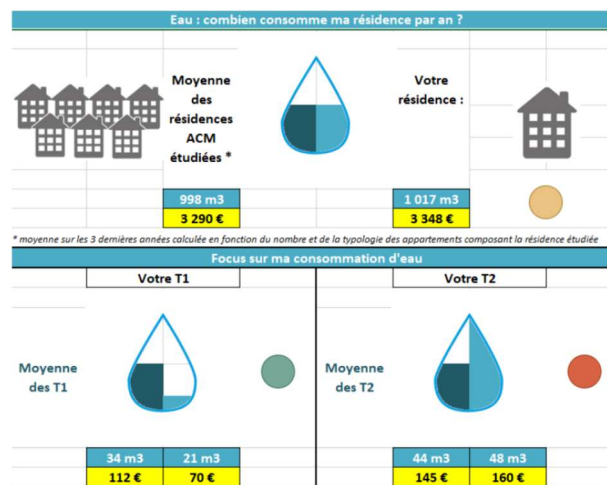 Eau : combien consomme ma résidence par an ?
Moyenne
des
résidences
ACM
étudiées *
Votre
résidence :
998 m3
1 017 m3
3 290 €
3 348 €
* moyenne sur les 3 dernières années calculée en fonction du nombre et de la typologie des appartements composant la résidence étudiée
Focus sur ma consommation d'eau
Votre T1
Votre T2
Moyenne
des T1
Moyenne
des T2
34 m3
21 m3
44 m3
48 m3
112 €
70 €
145 €
160 €